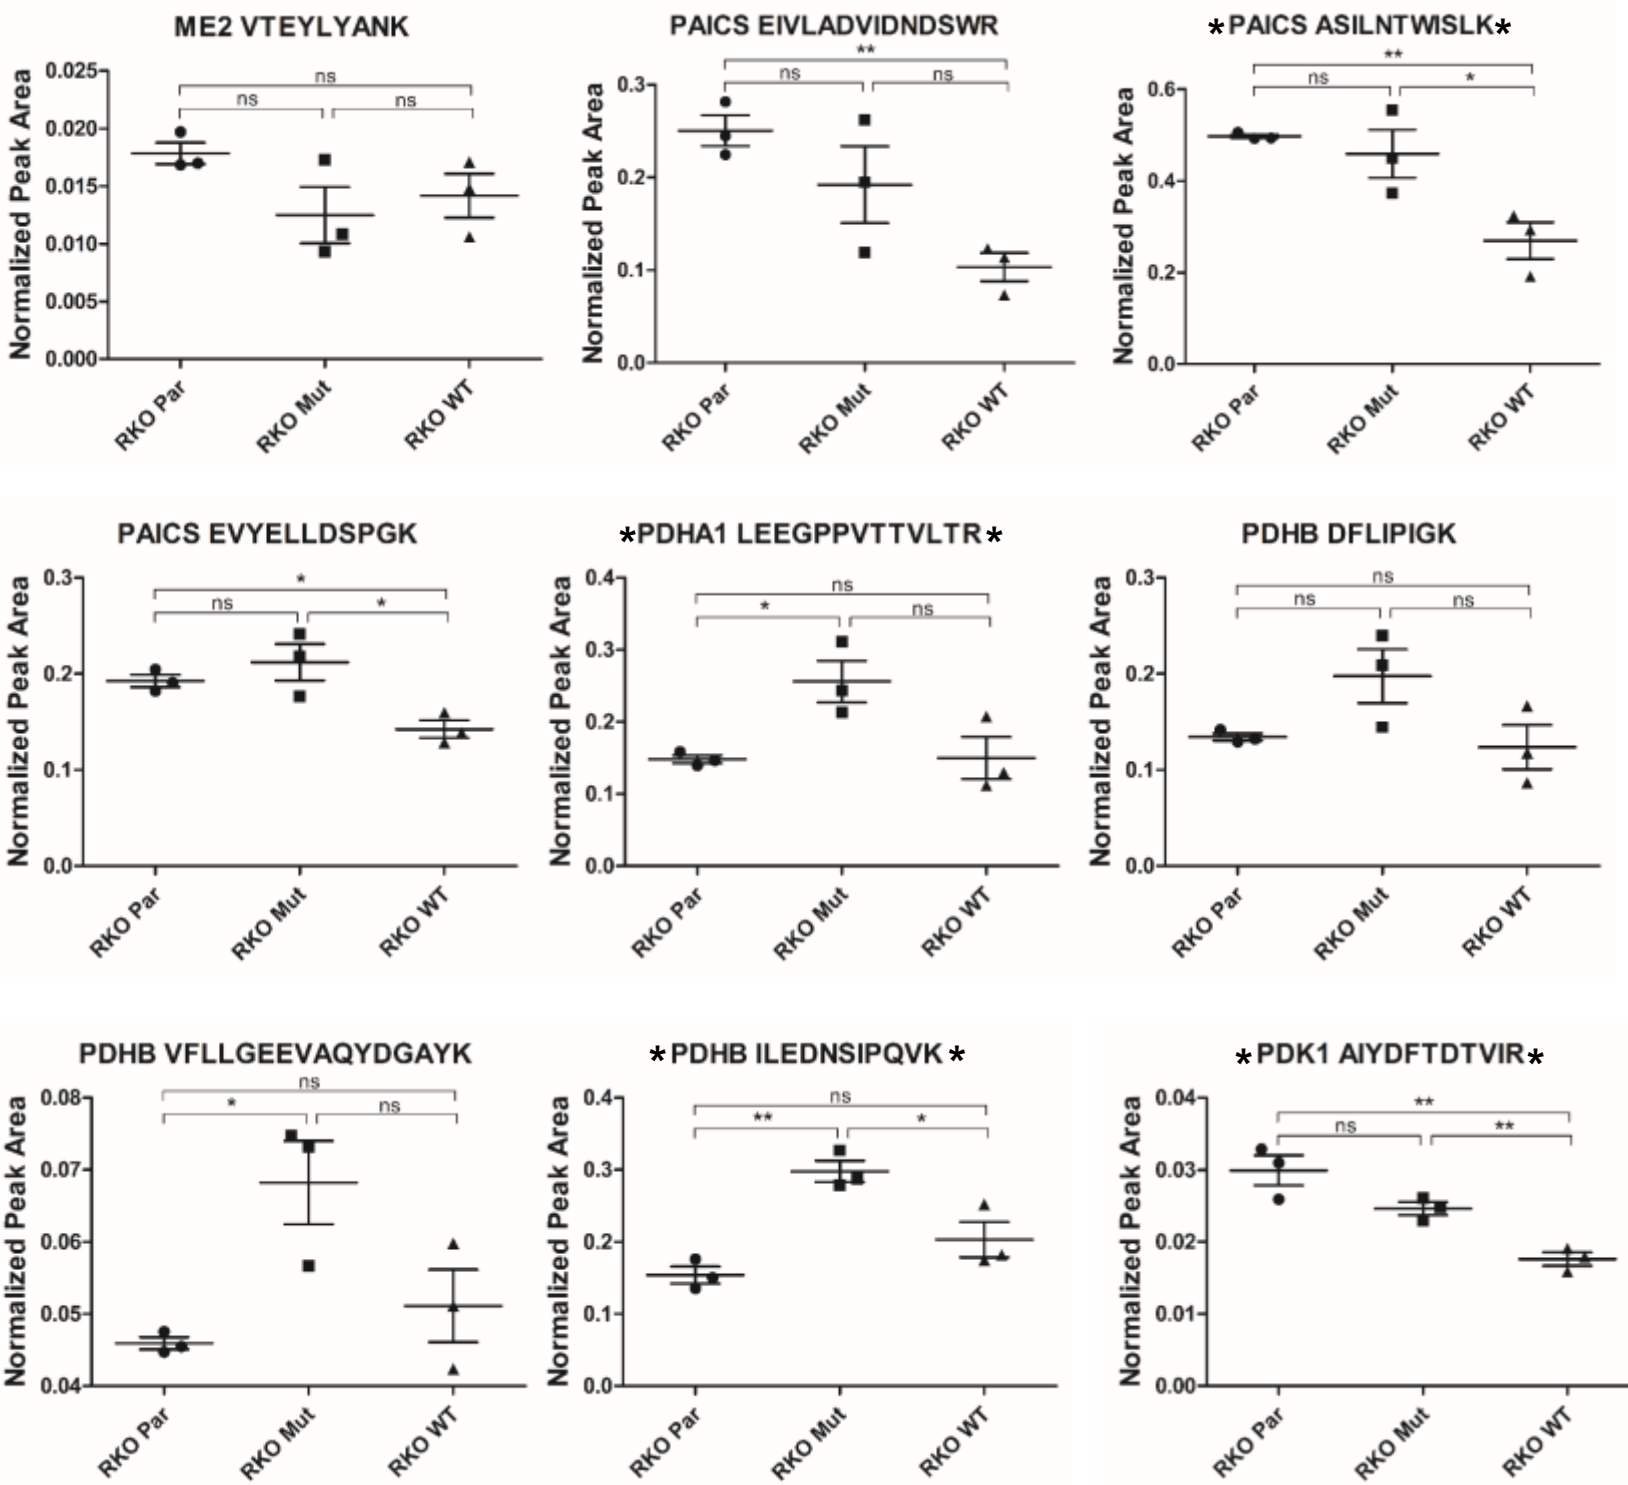 ME2 VTEYLYANK
ns
ns
ns
Normalized Peak Area
0.025
0.020
0.015
0.010
0.005
0.000
RKO Par
RKO Mut
RKO WT
PAICS EIVLADVIDNDSWR
**
ns
ns
Normalized Peak Area
0.3
0.2
0.1
0.0
RKO Par
RKO Mut
RKO WT
*PAICS ASILNTWISLK*
**
ns
*
Normalized Peak Area
0.6
0.4
0.2
0.0
RKO Par
RKO Mut
RKO WT
PAICS EVYELLDSPGK
*
ns
*
Normalized Peak Area
0.3
0.2
0.1
0.0
RKO Par
RKO Mut
RKO WT
*PDHA1 LEEGPPVTTVLTR*
ns
*
ns
Normalized Peak Area
0.4
0.3
0.2
0.1
0.0
RKO Par
RKO Mut
RKO WT
PDHB DFLIPIGK
ns
ns
ns
Normalized Peak Area
0.3
0.2
0.1
0.0
RKO Par
RKO Mut
RKO WT
PDHB VFLLGEEVAQYDGAYK
ns
*
ns
Normalized Peak Area
0.08
0.07
0.06
0.05
0.04
RKO Par
RKO Mut
RKO WT
*PDHB ILEDNSIPQVK*
ns
**
*
Normalized Peak Area
0.4
0.3
0.2
0.1
0.0
RKO Par
RKO Mut
RKO WT
*PDK1 AIYDFTDTVIR*
**
ns
**
Normalized Peak Area
0.04
0.03
0.02
0.01
0.00
RKO Par
RKO Mut
RKO WT